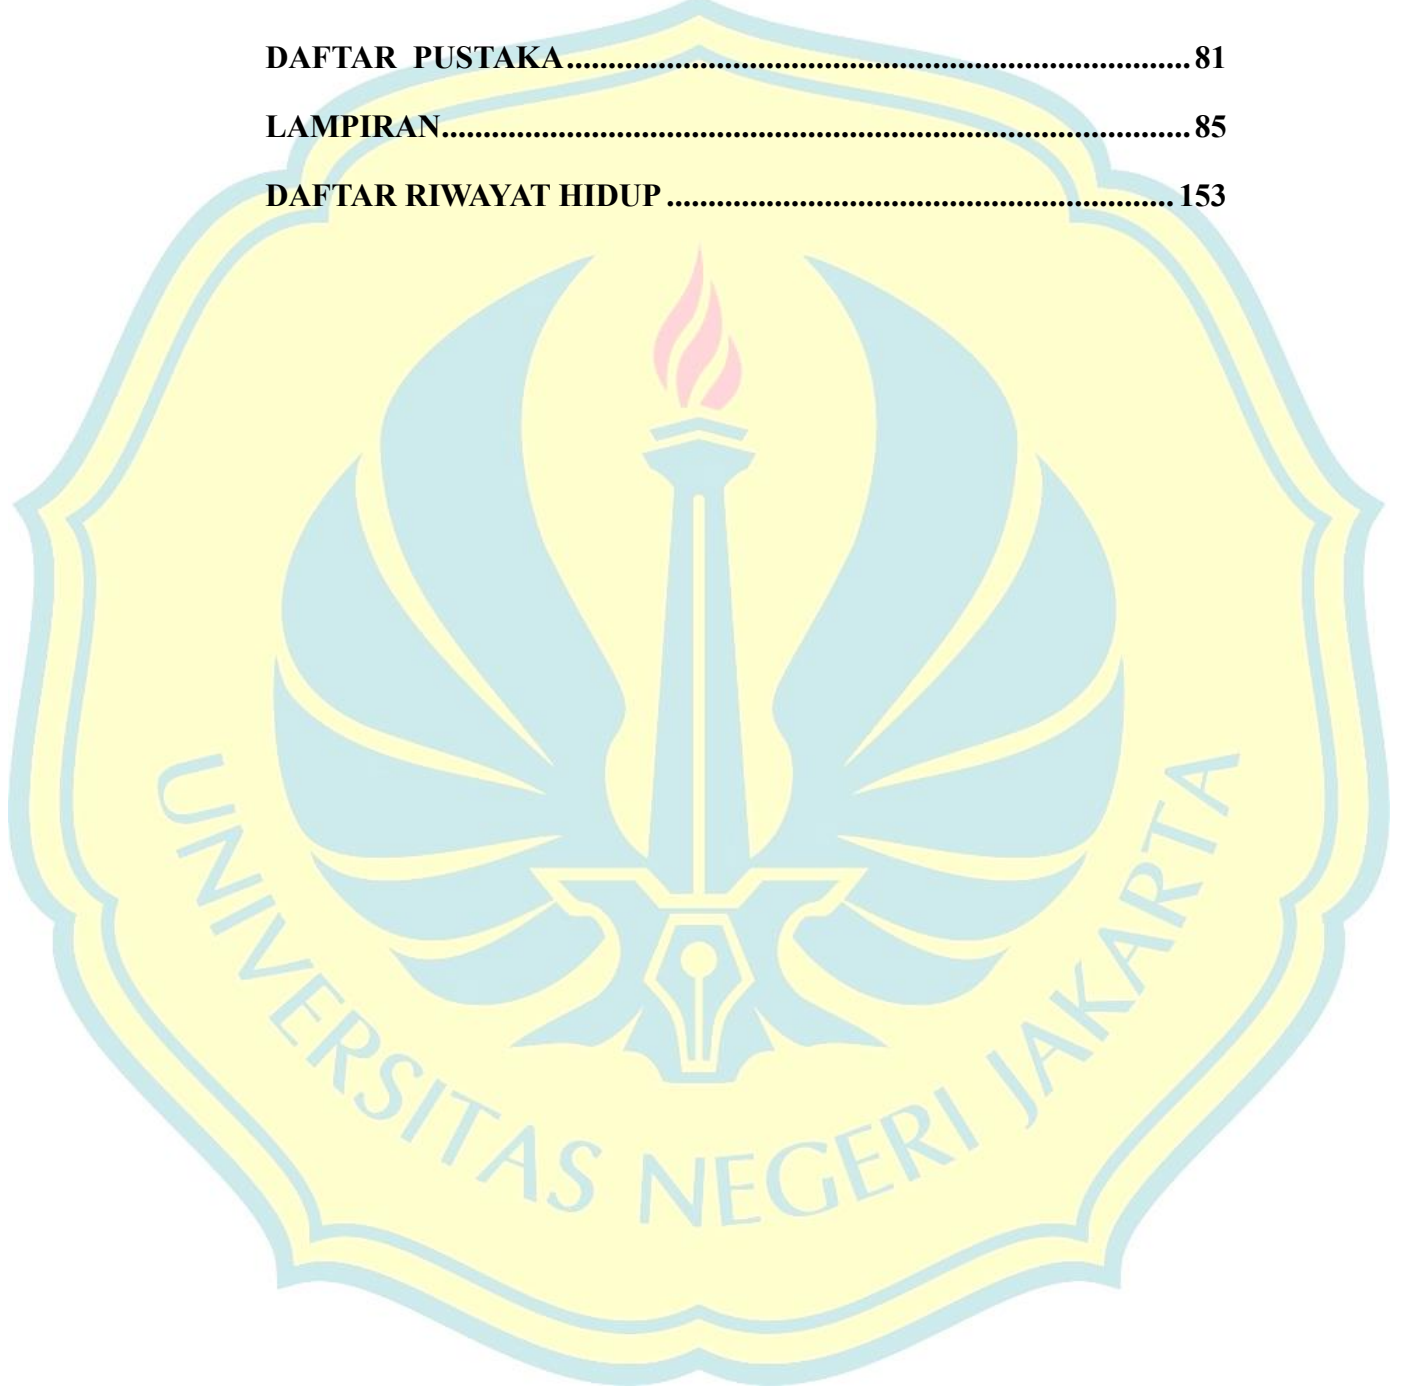 DAFTAR PUSTAKA........................................................................... 81
LAMPIRAN.......................................................................................... 85
DAFTAR RIWAYAT HIDUP ............................................................. 153
UNIVERSITAS NEGERI JAKARTA